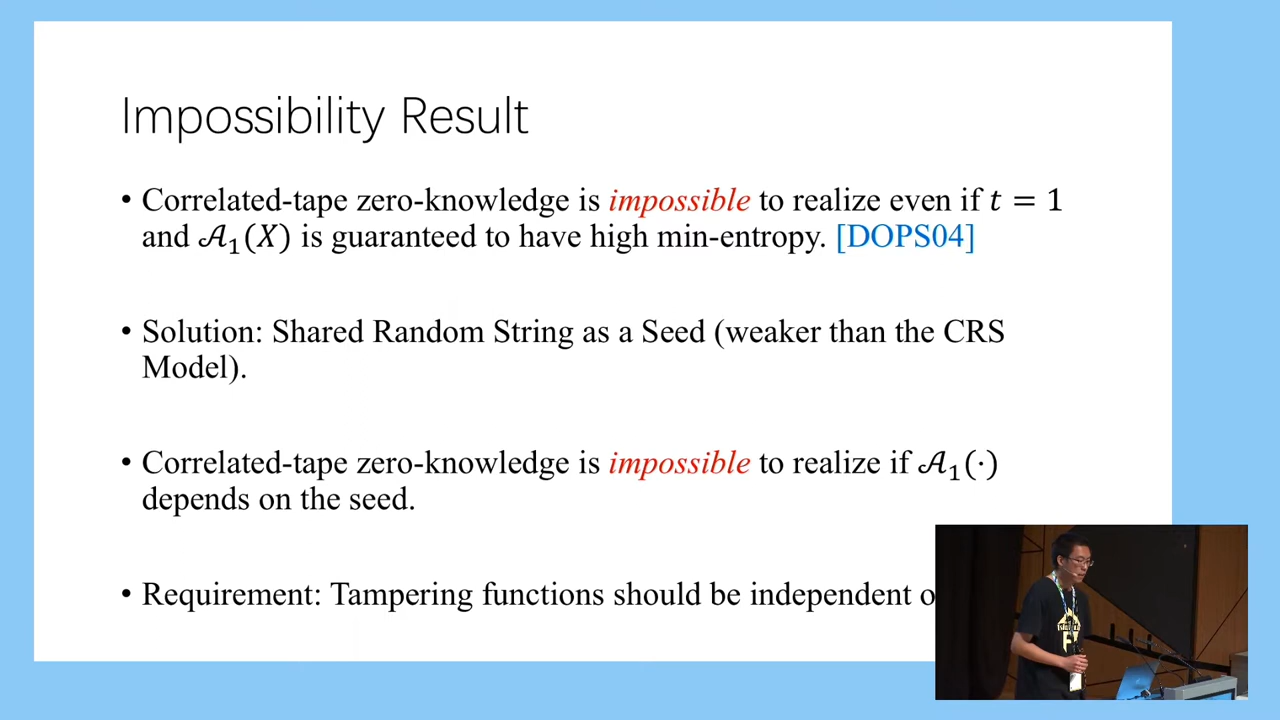 Impossibility Result
• Correlated-tape zero-knowledge is impossible to realize even if 𝑡 = 1
and 𝒜₁(𝑋) is guaranteed to have high min-entropy. [DOPS04]
• Solution: Shared Random String as a Seed (weaker than the CRS
Model).
• Correlated-tape zero-knowledge is impossible to realize if 𝒜₁(·)
depends on the seed.
• Requirement: Tampering functions should be independent